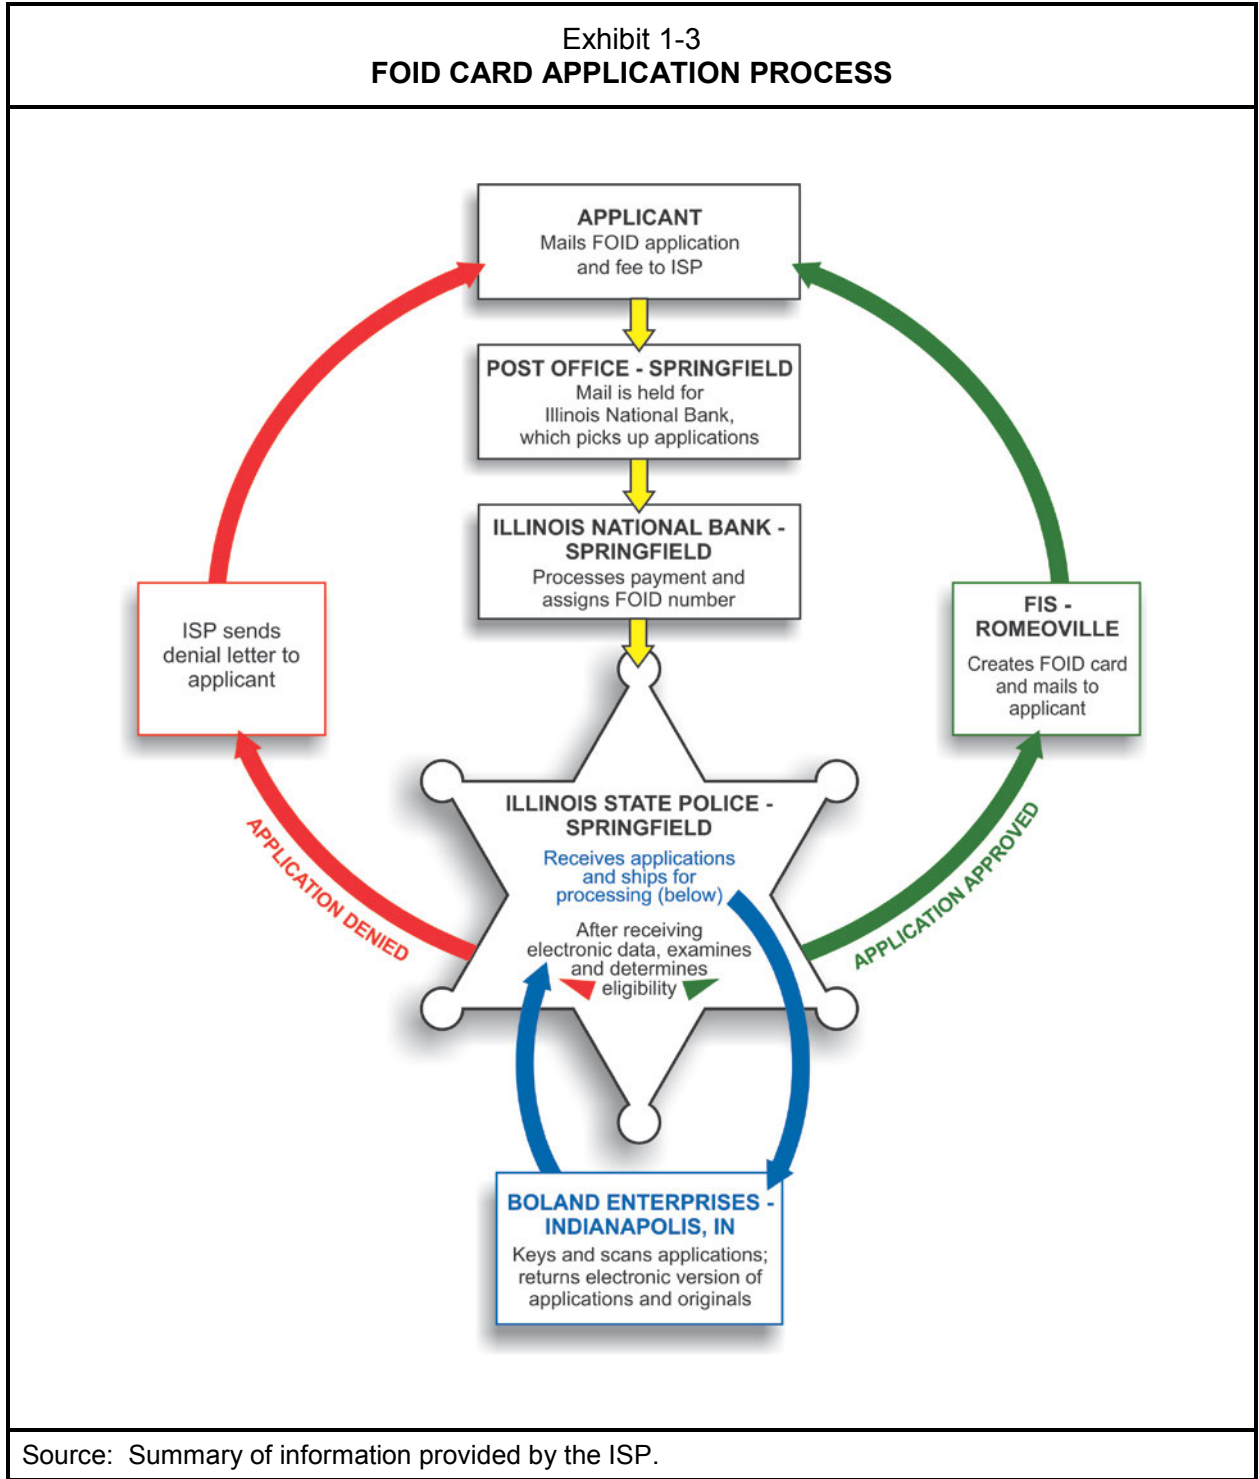 Exhibit 1-3
FOID CARD APPLICATION PROCESS
APPLICANT
Mails FOID application
and fee to ISP
POST OFFICE - SPRINGFIELD
Mail is held for
Illinois National Bank,
which picks up applications
ILLINOIS NATIONAL BANK -
SPRINGFIELD
Processes payment and
assigns FOID number
ISP sends
denial letter to
applicant
FIS -
ROMEOVILLE
Creates FOID card
and mails to
applicant
APPLICATION DENIED
ILLINOIS STATE POLICE -
SPRINGFIELD
Receives applications
and ships for
processing (below)
After receiving
electronic data, examines
and determines
eligibility
APPLICATION APPROVED
BOLAND ENTERPRISES -
INDIANAPOLIS, IN
Keys and scans applications;
returns electronic version of
applications and originals
Source: Summary of information provided by the ISP.